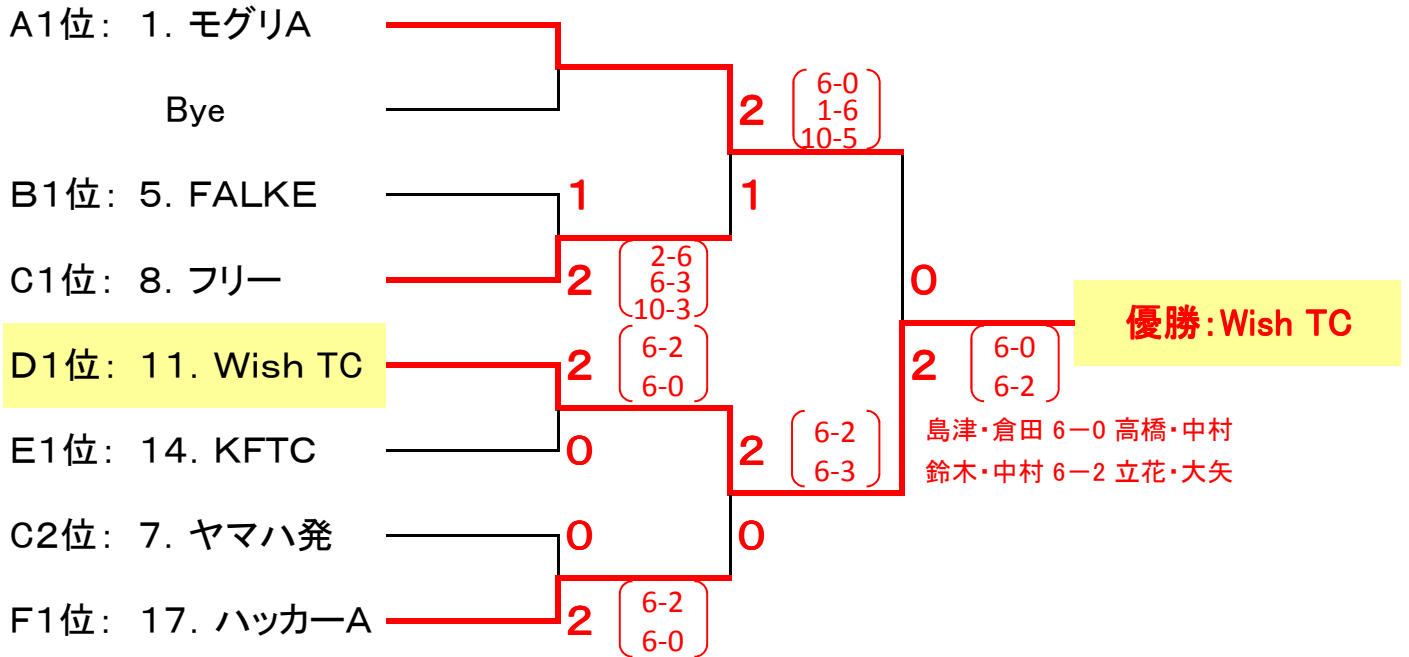 A1位： 1. モグリA
Bye
2
6-0
1-6
10-5
B1位： 5. FALKE
1
1
C1位： 8. フリー
2
2-6
6-3
10-3
0
優勝：Wish TC
D1位： 11. Wish TC
2
6-2
6-0
2
6-0
6-2
E1位： 14. KFTC
0
2
6-2
6-3
島津・倉田 6－0 高橋・中村
鈴木・中村 6－2 立花・大矢
C2位： 7. ヤマハ発
0
0
F1位： 17. ハッカーA
2
6-2
6-0